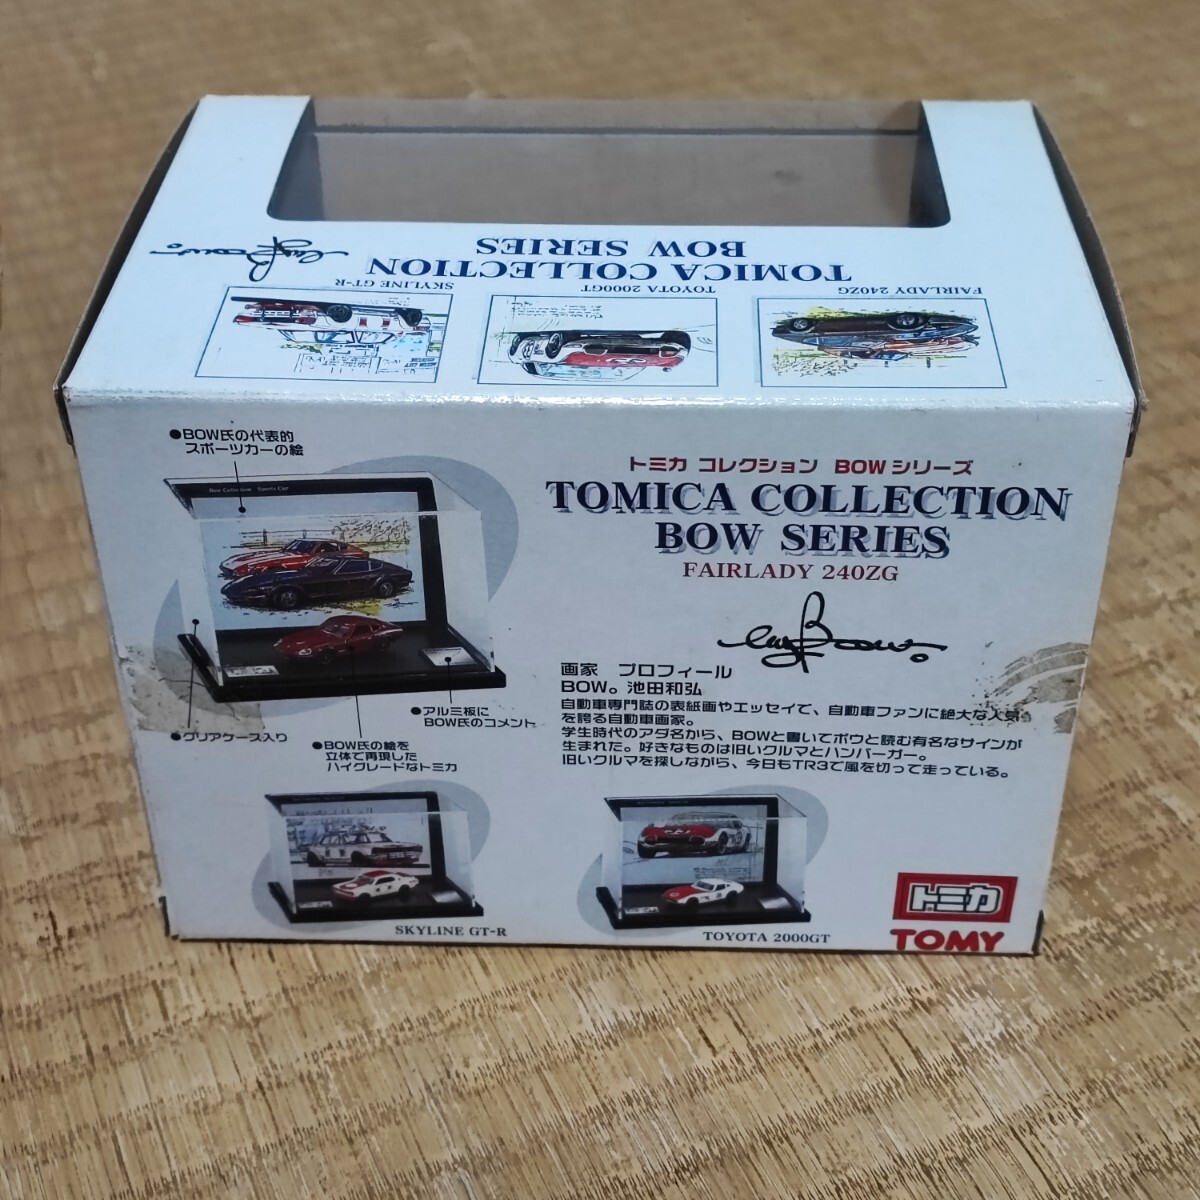 BOW SERIES
TOMICA COLLECTION
SKYLINE GT-R
TOYOTA 2000GT
FAIRLADY 240ZG
●BOW氏の代表的
スポーツカーの絵
Bow Collection Sports Car
●クリアケース入り
●BOW氏の絵を
立体で再現した
ハイグレードなトミカ
●アルミ板に
BOW氏のコメント
トミカ コレクション BOWシリーズ
TOMICA COLLECTION
BOW SERIES
FAIRLADY 240ZG
画家 プロフィール
BOW。池田和弘
自動車専門誌の表紙画やエッセイで、自動車ファンに絶大な人気
を誇る自動車画家。
学生時代のアダ名から、BOWと書いてボウと読む有名なサインが
生まれた。好きなものは旧いクルマとハンバーガー。
旧いクルマを探しながら、今日もTR3で風を切って走っている。
SKYLINE GT-R
TOYOTA 2000GT
トミカ
TOMY